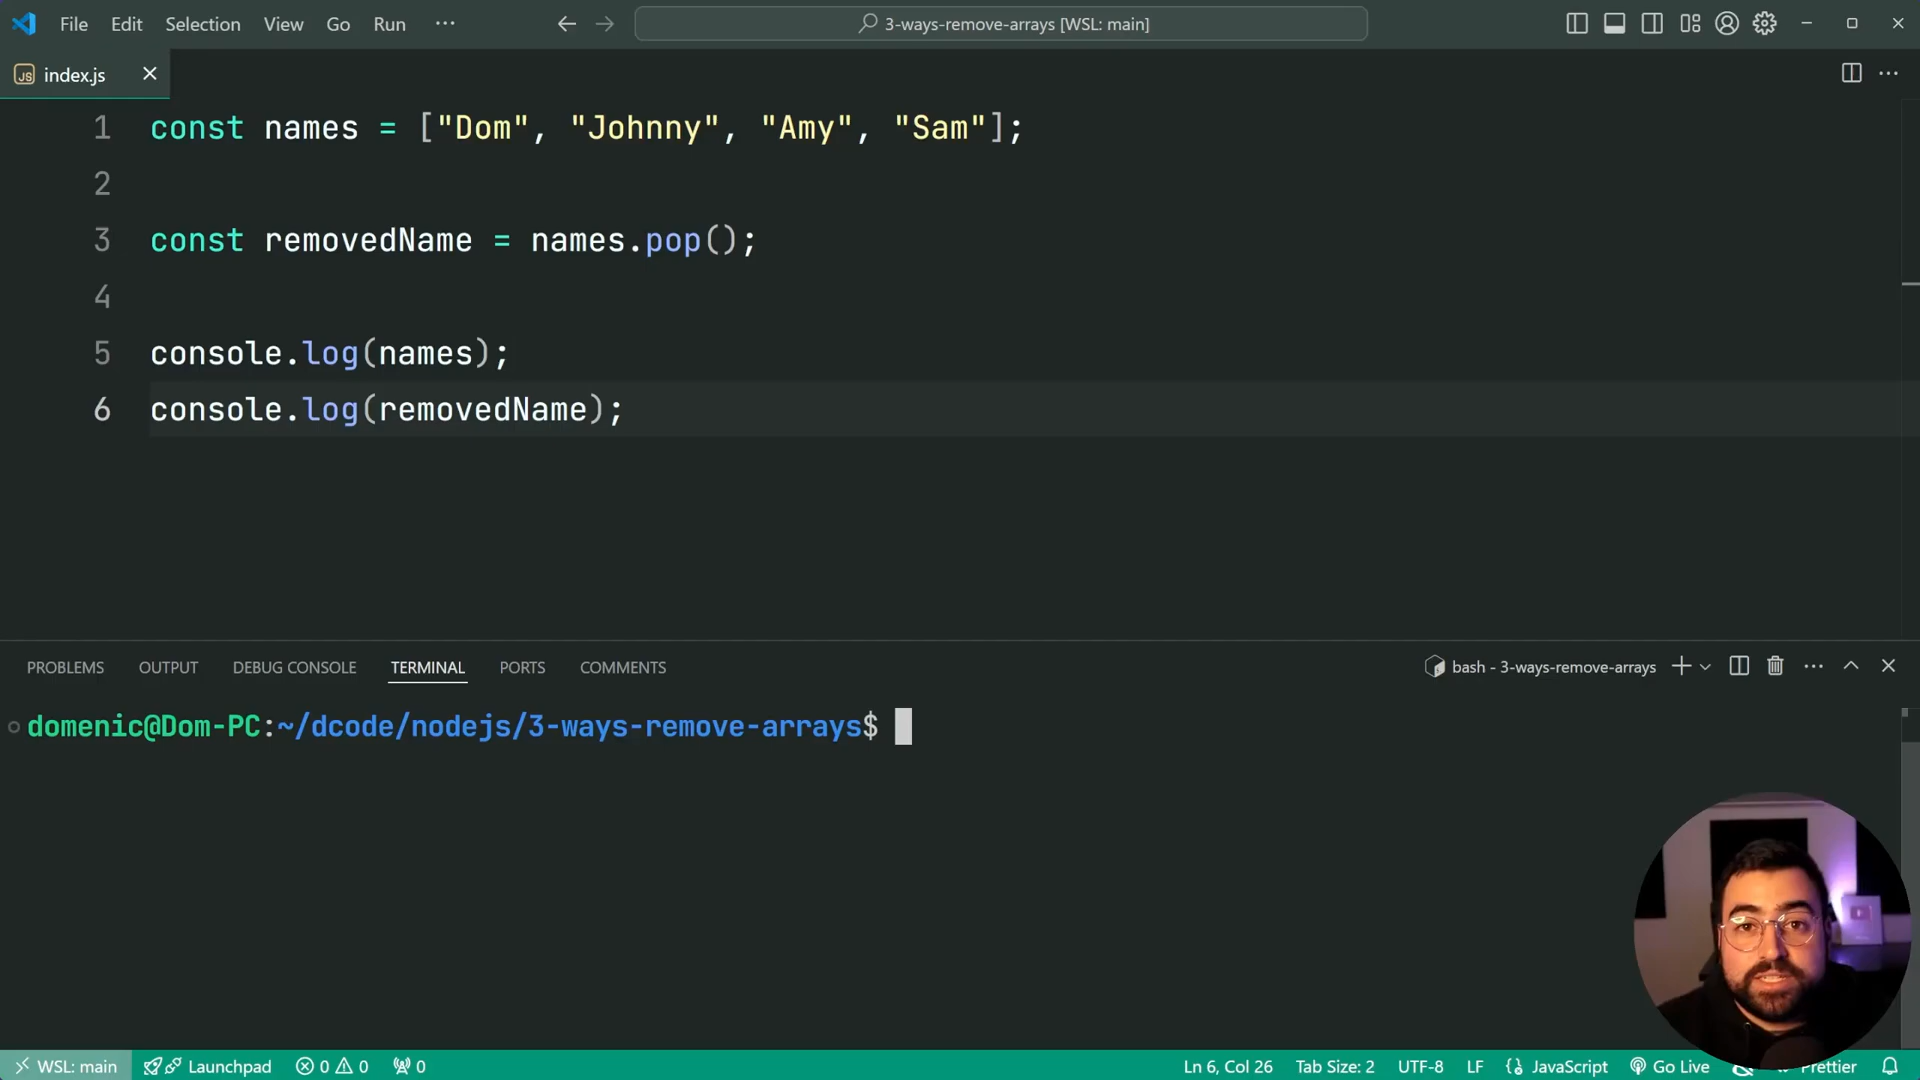 File Edit Selection View Go Run ··· 3-ways-remove-arrays [WSL: main]
JS index.js
1 const names = ["Dom", "Johnny", "Amy", "Sam"];
2
3 const removedName = names.pop();
4
5 console.log(names);
6 console.log(removedName);
PROBLEMS OUTPUT DEBUG CONSOLE TERMINAL PORTS COMMENTS bash - 3-ways-remove-arrays
domenic@Dom-PC:~/dcode/nodejs/3-ways-remove-arrays$
WSL: main Launchpad 0 0 0 Ln 6, Col 26 Tab Size: 2 UTF-8 LF {} JavaScript Go Live Prettier